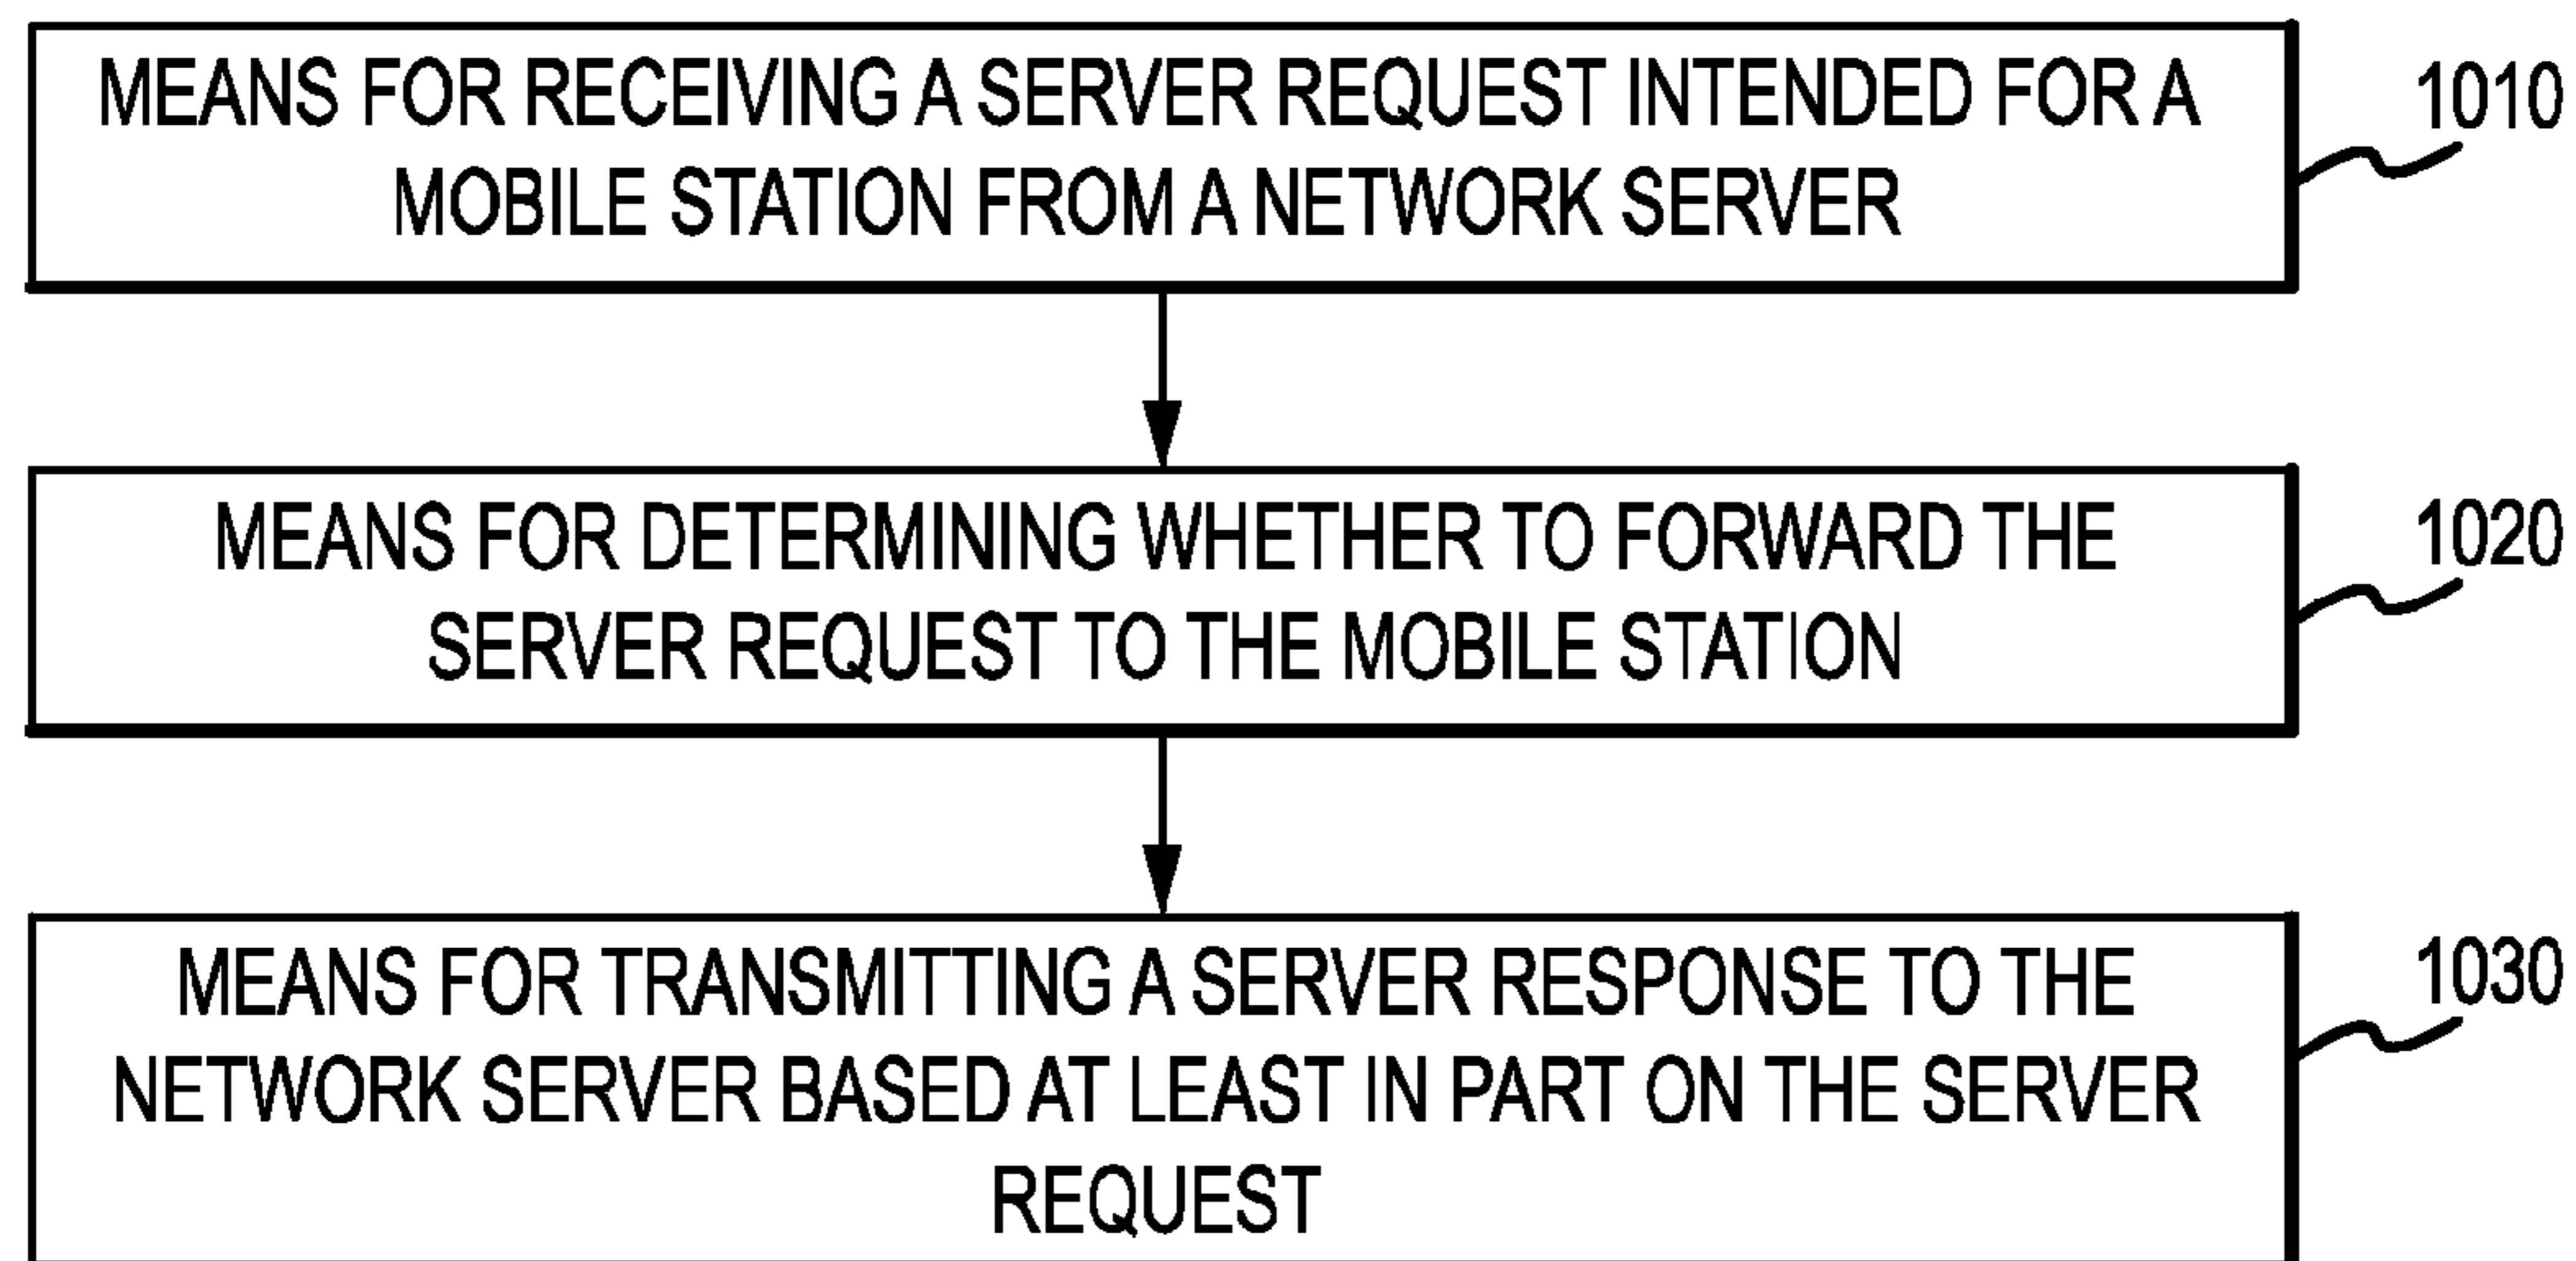 MEANS FOR RECEIVING A SERVER REQUEST INTENDED FOR A
MOBILE STATION FROM A NETWORK SERVER
1010
MEANS FOR DETERMINING WHETHER TO FORWARD THE
SERVER REQUEST TO THE MOBILE STATION
1020
MEANS FOR TRANSMITTING A SERVER RESPONSE TO THE
NETWORK SERVER BASED AT LEAST IN PART ON THE SERVER
REQUEST
1030